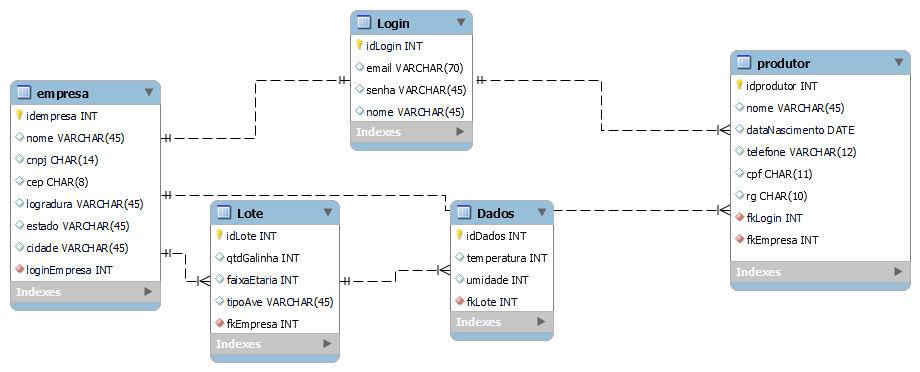 Login
idLogin INT
email VARCHAR(70)
senha VARCHAR(45)
nome VARCHAR(45)
Indexes
empresa
idempresa INT
nome VARCHAR(45)
cnpj CHAR(14)
cep CHAR(8)
logradura VARCHAR(45)
estado VARCHAR(45)
cidade VARCHAR(45)
loginEmpresa INT
Indexes
Lote
idLote INT
qtdGalinha INT
faixaEtaria INT
tipoAve VARCHAR(45)
fkEmpresa INT
Indexes
Dados
idDados INT
temperatura INT
umidade INT
fkLote INT
Indexes
produtor
idprodutor INT
nome VARCHAR(45)
dataNascimento DATE
telefone VARCHAR(12)
cpf CHAR(11)
rg CHAR(10)
fkLogin INT
fkEmpresa INT
Indexes